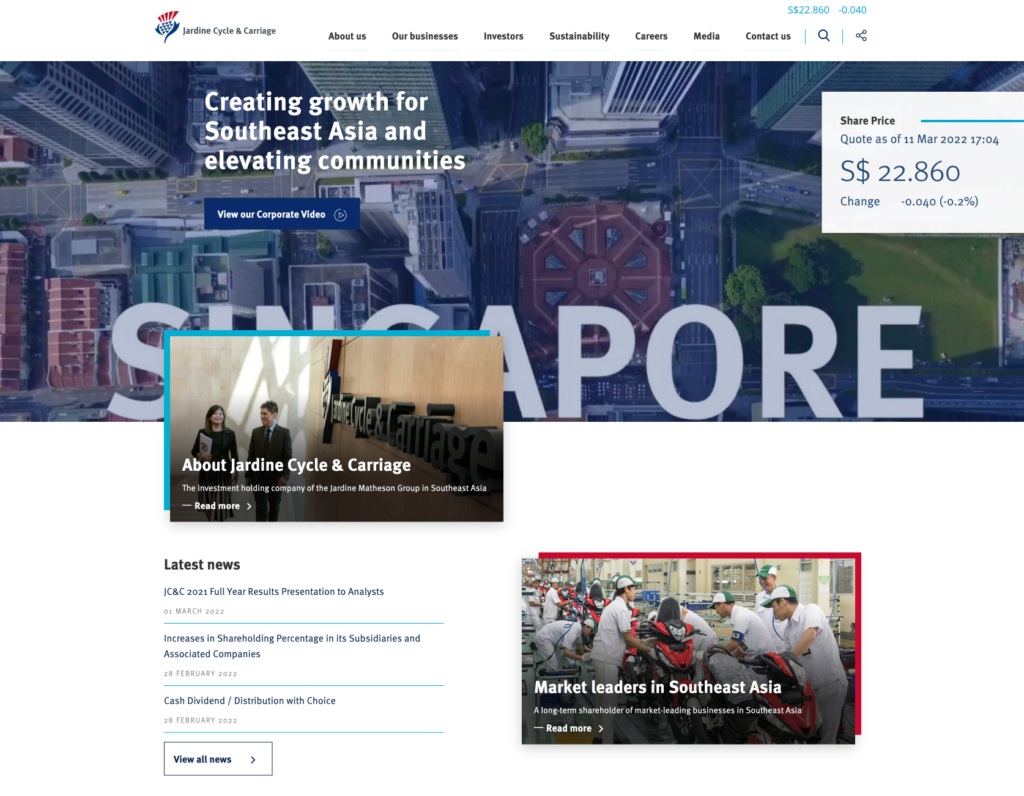 S$22.860 -0.040
Jardine Cycle & Carriage
About us Our businesses Investors Sustainability Careers Media Contact us
Creating growth for
Southeast Asia and
elevating communities
View our Corporate Video
Share Price
Quote as of 11 Mar 2022 17:04
S$ 22.860
Change -0.040 (-0.2%)
SINGAPORE
Jardine Cycle & Carriage
About Jardine Cycle & Carriage
The investment holding company of the Jardine Matheson Group in Southeast Asia
Read more
Latest news
JC&C 2021 Full Year Results Presentation to Analysts
01 MARCH 2022
Increases in Shareholding Percentage in its Subsidiaries and
Associated Companies
28 FEBRUARY 2022
Cash Dividend / Distribution with Choice
28 FEBRUARY 2022
View all news
Market leaders in Southeast Asia
A long-term shareholder of market-leading businesses in Southeast Asia
Read more